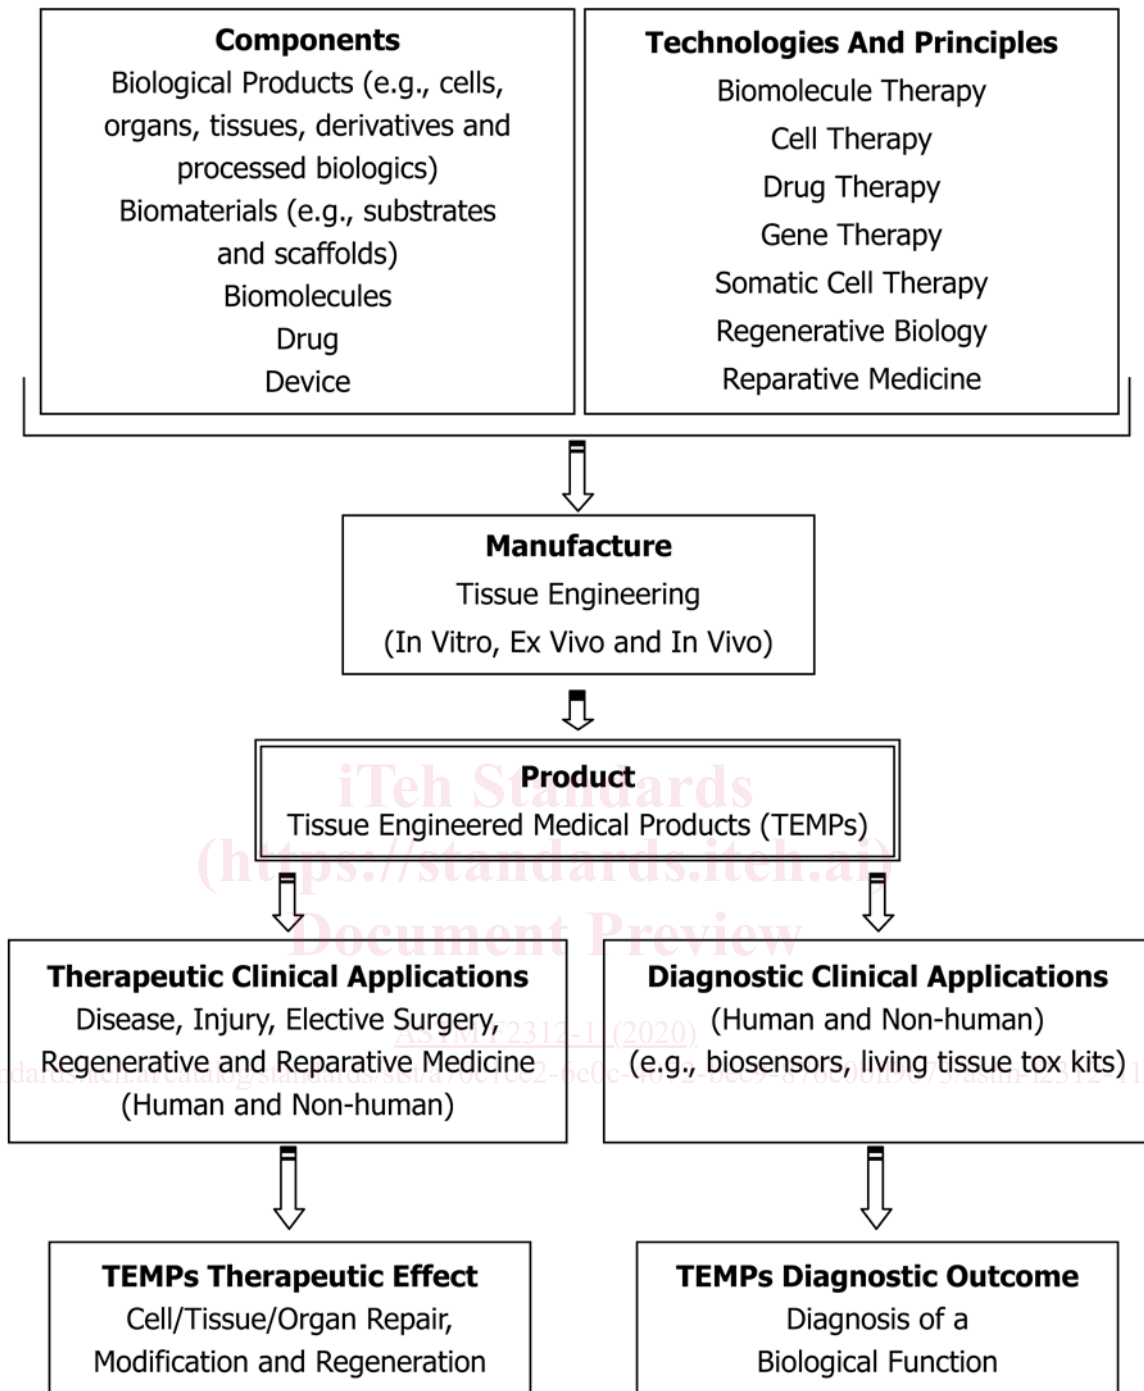 Components
Biological Products (e.g., cells,
organs, tissues, derivatives and
processed biologics)
Biomaterials (e.g., substrates
and scaffolds)
Biomolecules
Drug
Device
Technologies And Principles
Biomolecule Therapy
Cell Therapy
Drug Therapy
Gene Therapy
Somatic Cell Therapy
Regenerative Biology
Reparative Medicine
Manufacture
Tissue Engineering
(In Vitro, Ex Vivo and In Vivo)
Product
Tissue Engineered Medical Products (TEMPs)
iTeh Standards
(https://standards.iteh.ai)
Document Preview
Therapeutic Clinical Applications
Disease, Injury, Elective Surgery,
Regenerative and Reparative Medicine
(Human and Non-human)
Diagnostic Clinical Applications
(Human and Non-human)
(e.g., biosensors, living tissue tox kits)
(2020)
TEMPs Therapeutic Effect
Cell/Tissue/Organ Repair,
Modification and Regeneration
TEMPs Diagnostic Outcome
Diagnosis of a
Biological Function